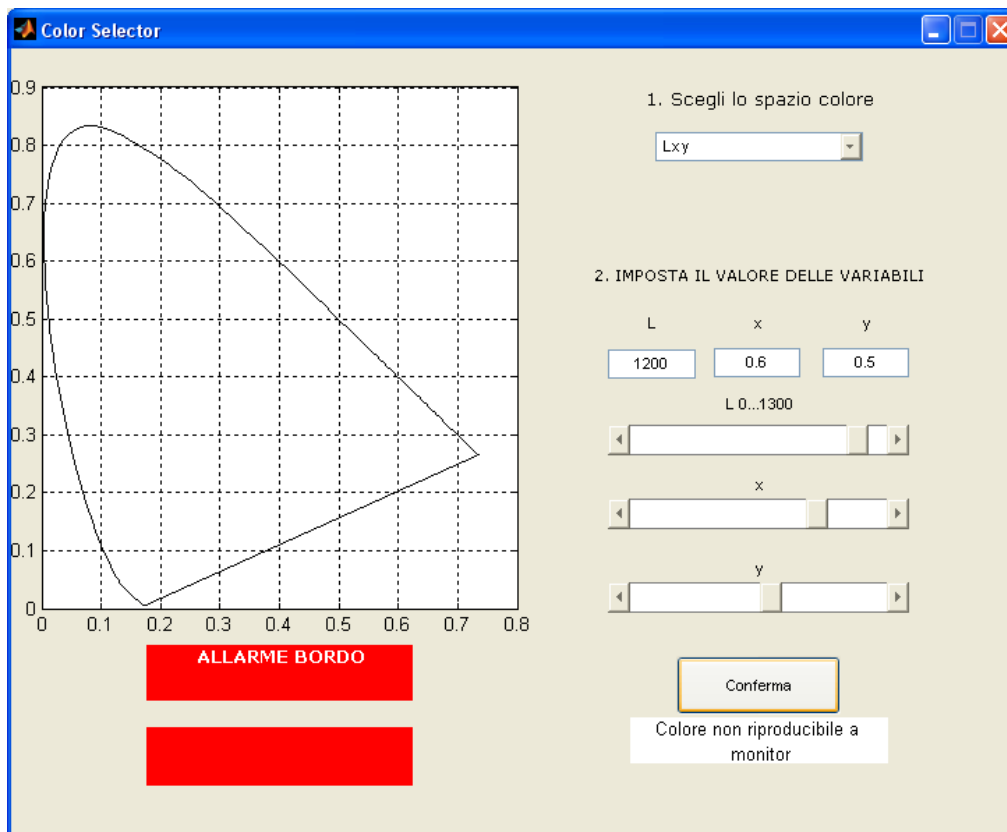 Color Selector
0.9
0.8
0.7
0.6
0.5
0.4
0.3
0.2
0.1
0
0 0.1 0.2 0.3 0.4 0.5 0.6 0.7 0.8
ALLARME BORDO
1. Scegli lo spazio colore
Lxy
2. IMPOSTA IL VALORE DELLE VARIABILI
L x y
1200 0.6 0.5
L 0...1300
x
y
Conferma
Colore non riproducibile a
monitor